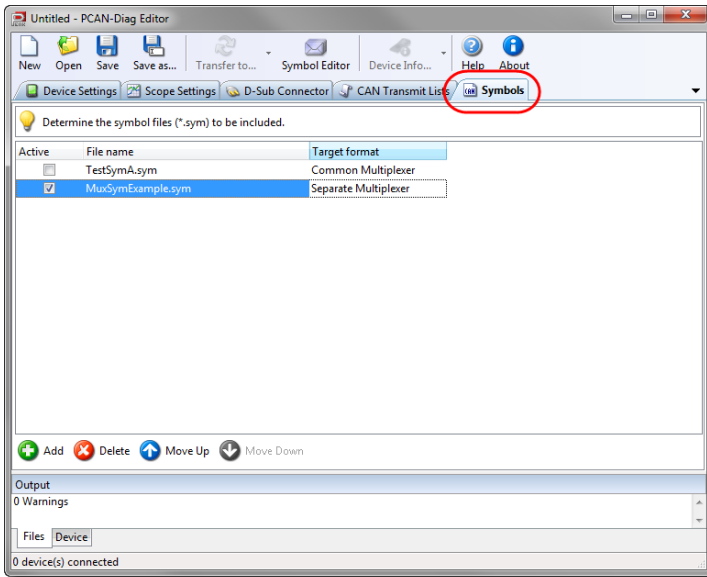 Untitled - PCAN-Diag Editor
New Open Save Save as... Transfer to... Symbol Editor Device Info... Help About
Device Settings Scope Settings D-Sub Connector CAN Transmit Lists Symbols
Determine the symbol files (*.sym) to be included.
Active File name Target format
TestSymA.sym Common Multiplexer
MuxSymExample.sym Separate Multiplexer
Add Delete Move Up Move Down
Output
0 Warnings
Files Device
0 device(s) connected